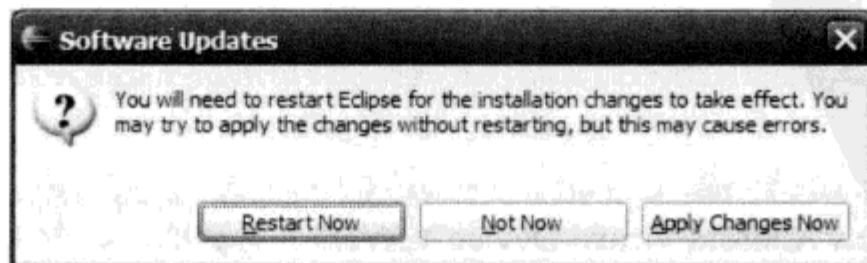 Software Updates
You will need to restart Eclipse for the installation changes to take effect. You
may try to apply the changes without restarting, but this may cause errors.
Restart Now Not Now Apply Changes Now